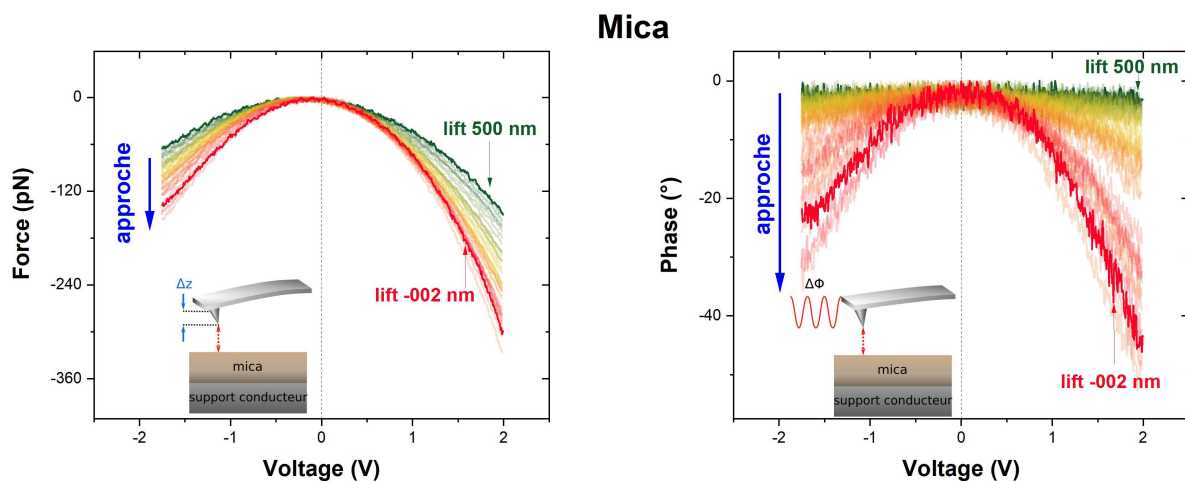 Mica
0
-120
-240
-360
-2
-1
0
1
2
Force (pN)
Voltage (V)
approche
lift 500 nm
lift -002 nm
Δz
mica
support conducteur
0
-20
-40
-2
-1
0
1
2
Phase (°)
Voltage (V)
approche
lift 500 nm
lift -002 nm
ΔΦ
mica
support conducteur